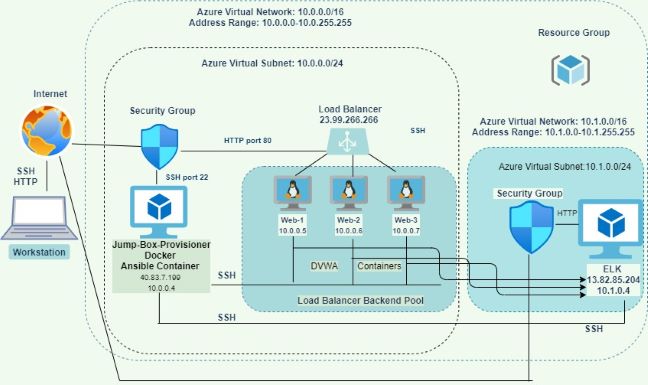 Azure Virtual Network: 10.0.0.0/16
Address Range: 10.0.0.0-10.0.255.255
Resource Group
Azure Virtual Subnet: 10.0.0.0/24
Internet
Security Group
Load Balancer
23.99.266.266
Azure Virtual Network: 10.1.0.0/16
Address Range: 10.1.0.0-10.1.255.255
HTTP port 80
SSH
Azure Virtual Subnet:10.1.0.0/24
SSH
HTTP
SSH port 22
Security Group
HTTP
Workstation
Web-1
10.0.0.5
Web-2
10.0.0.6
Web-3
10.0.0.7
Jump-Box-Provisioner
Docker
Ansible Container
10.0.0.4
SSH
DVWA
Containers
Load Balancer Backend Pool
ELK
13.82.85.204
10.1.0.4
SSH
SSH